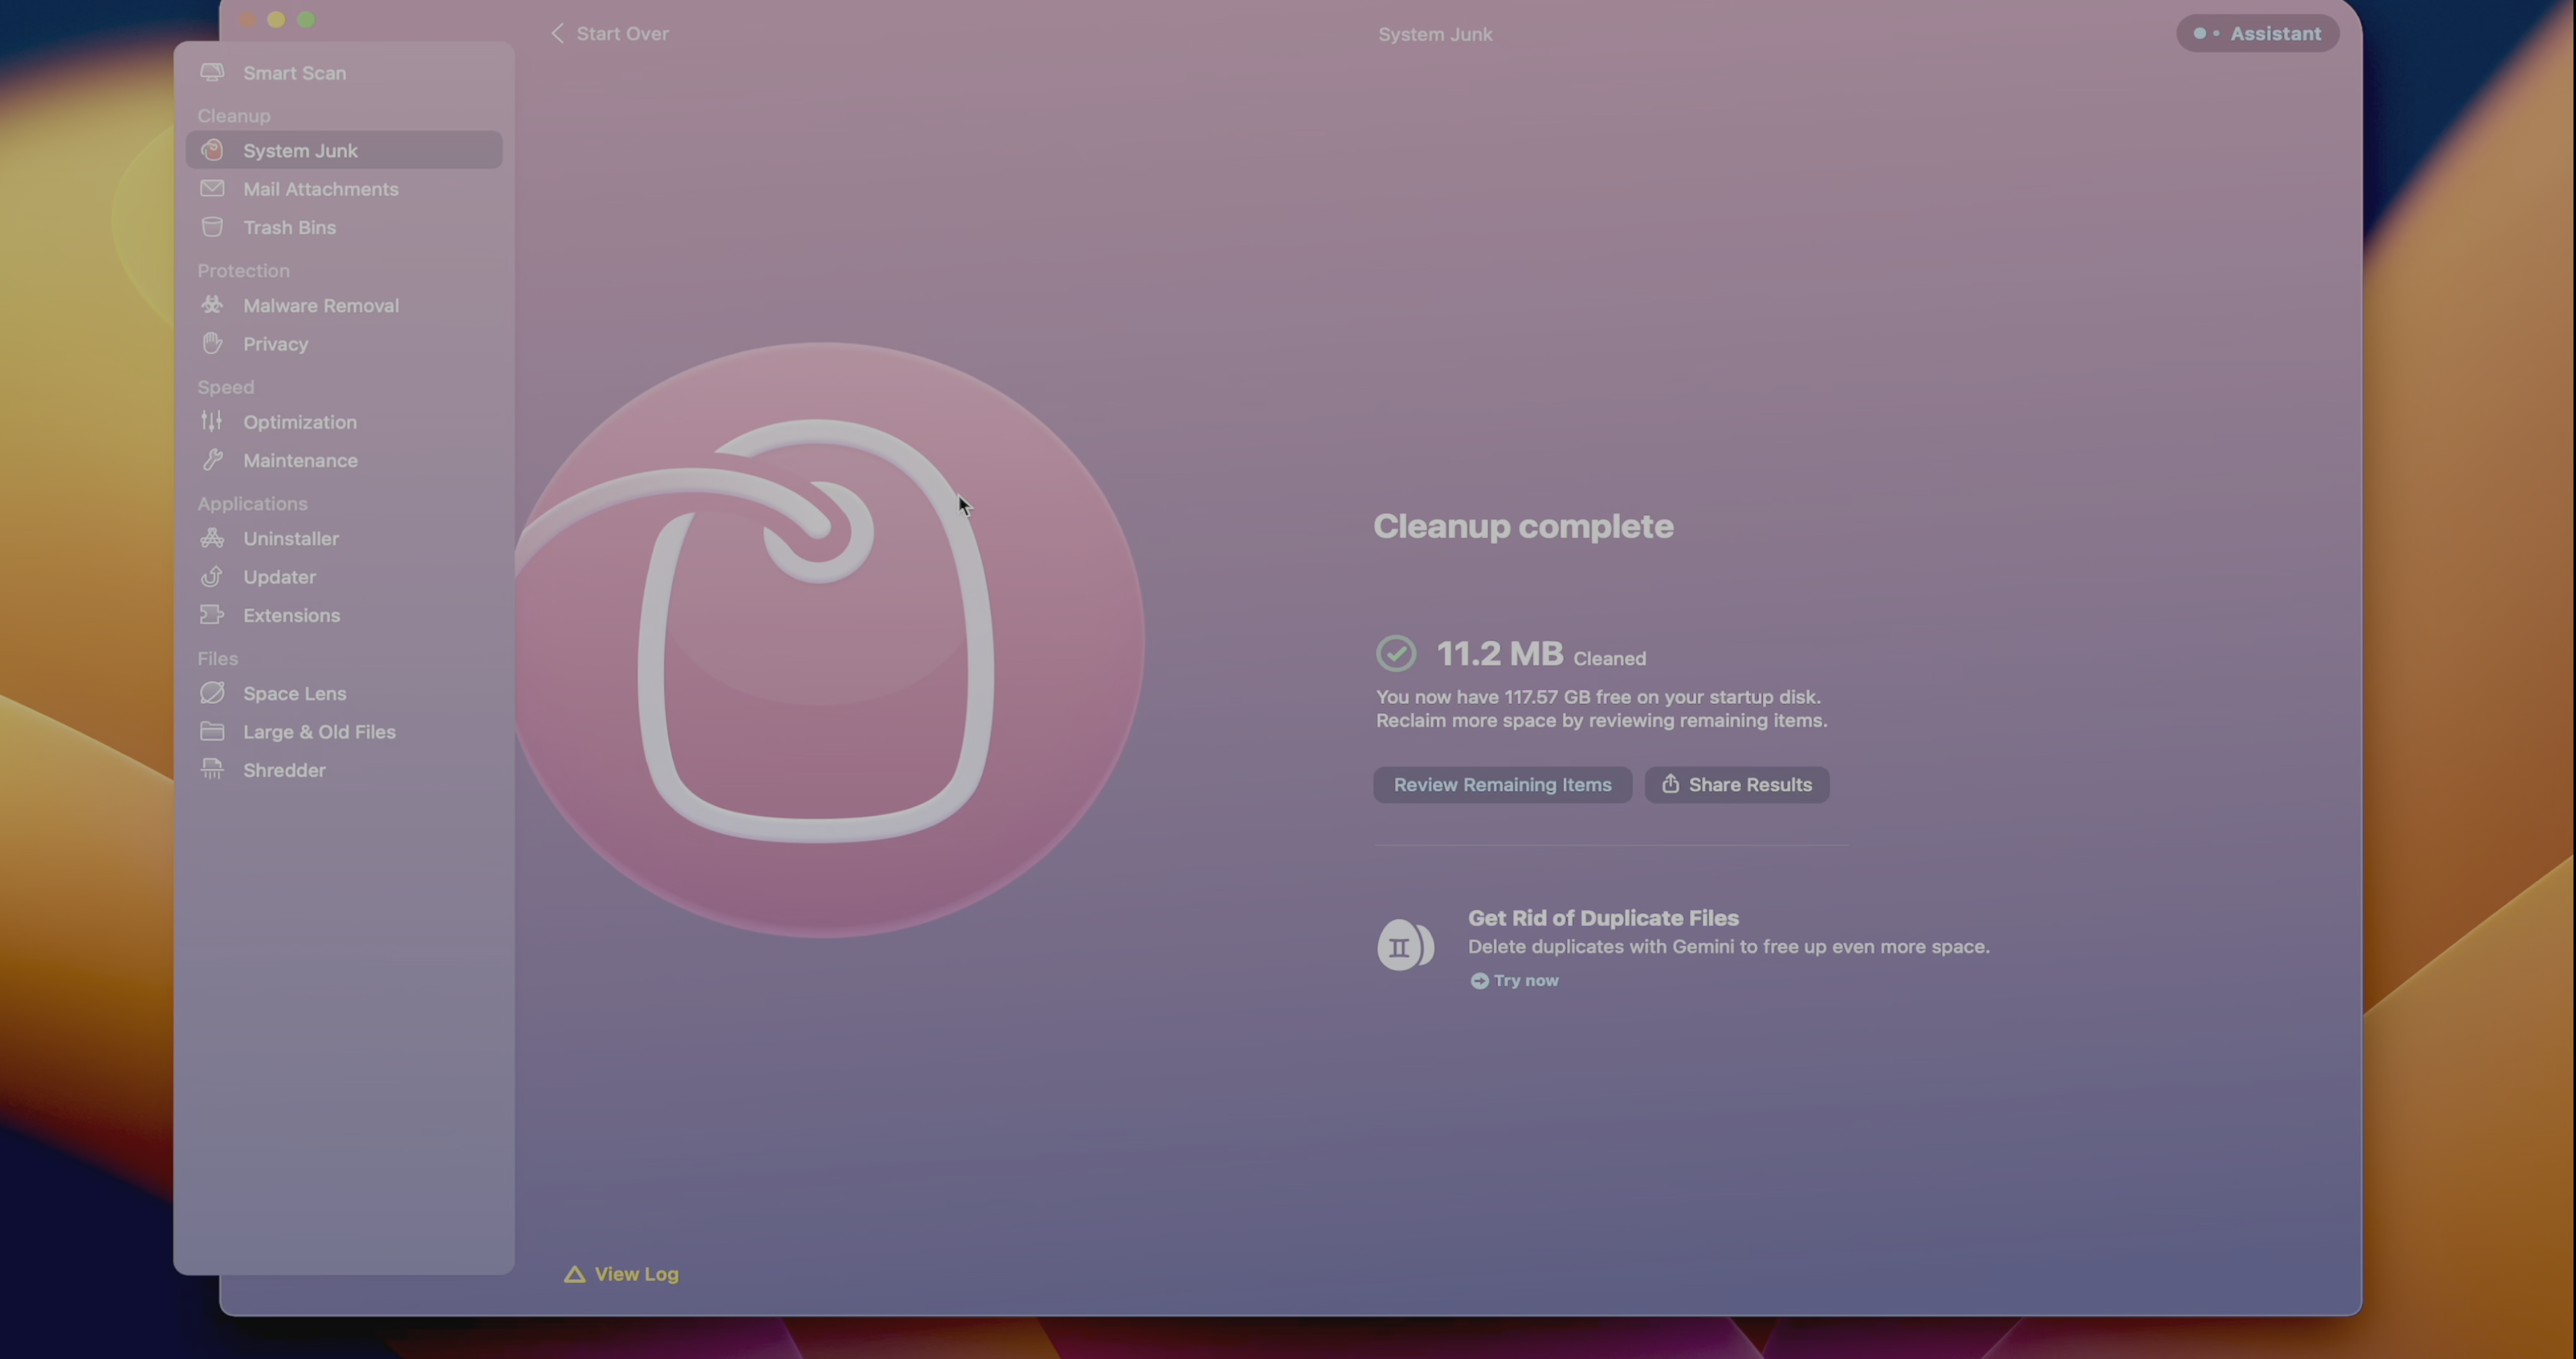 Start Over
System Junk
Assistant
Smart Scan
Cleanup
System Junk
Mail Attachments
Trash Bins
Protection
Malware Removal
Privacy
Speed
Optimization
Maintenance
Applications
Uninstaller
Updater
Extensions
Files
Space Lens
Large & Old Files
Shredder
Cleanup complete
11.2 MB Cleaned
You now have 117.57 GB free on your startup disk.
Reclaim more space by reviewing remaining items.
Review Remaining Items
Share Results
Get Rid of Duplicate Files
Delete duplicates with Gemini to free up even more space.
Try now
View Log